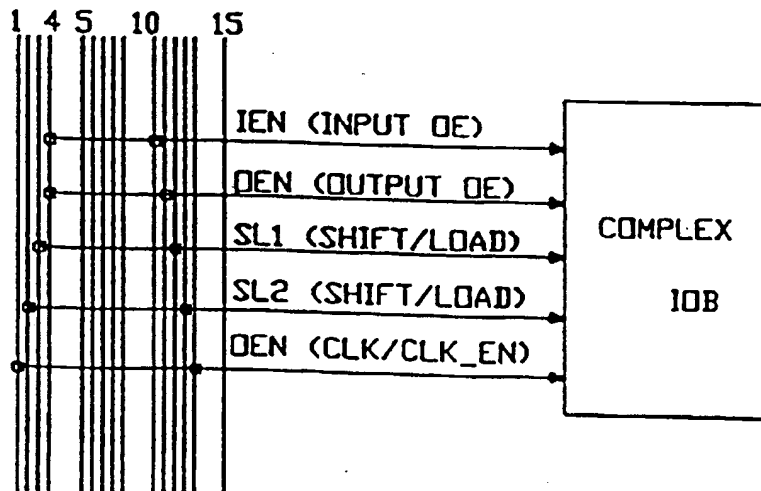 1 4 5 10 15
IEN (INPUT OE)
OEN (OUTPUT OE)
SL1 (SHIFT/LOAD)
SL2 (SHIFT/LOAD)
OEN (CLK/CLK_EN)
COMPLEX
IOB